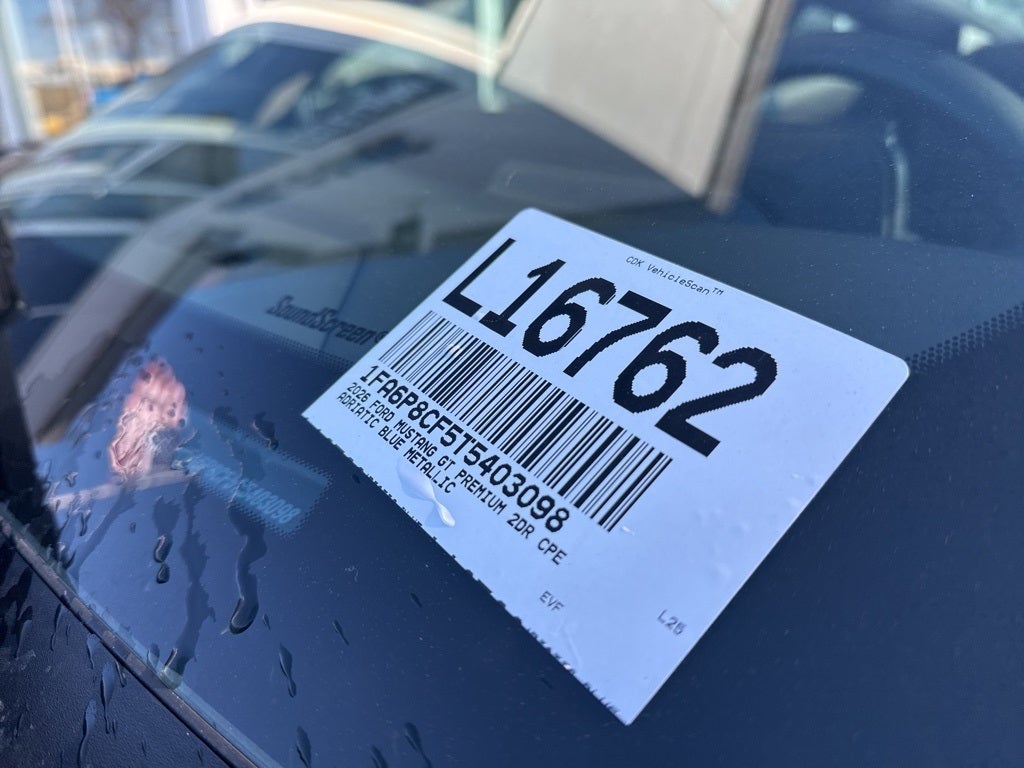 CDK VehicleScan™
L16762
1FA6P8CF5T5403098
2026 FORD MUSTANG GT PREMIUM 2DR CPE
ADRIATIC BLUE METALLIC
EVF
L25
SoundScreen®